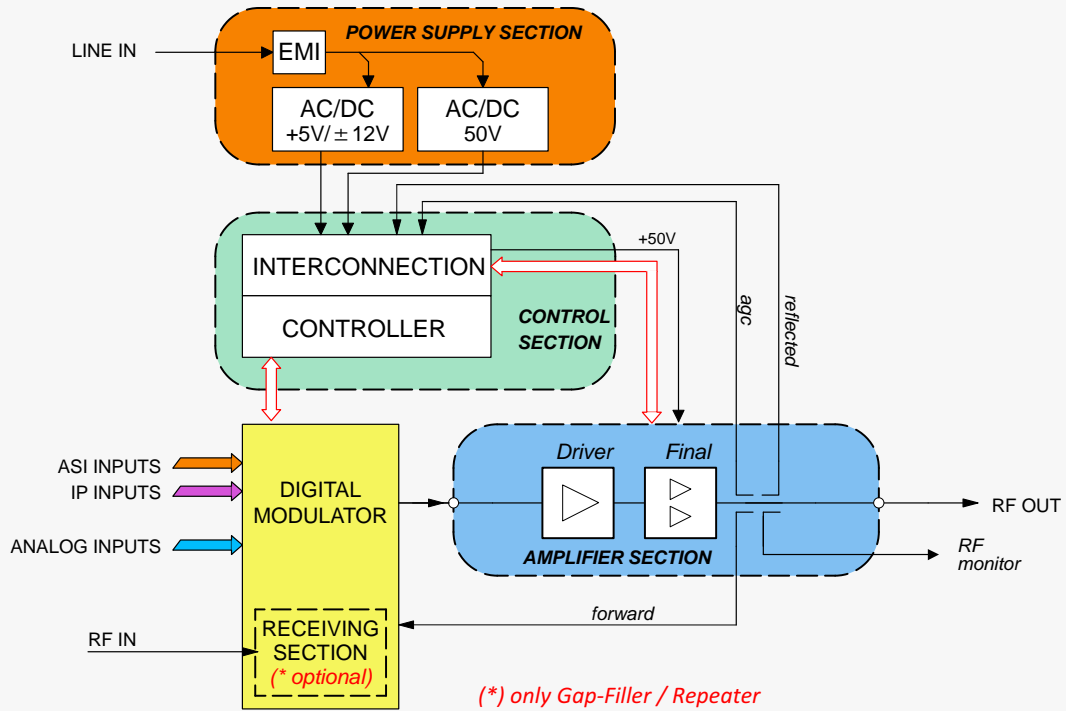 POWER SUPPLY SECTION
LINE IN
EMI
AC/DC
+5V/ ± 12V
AC/DC
50V
+50V
INTERCONNECTION
CONTROLLER
CONTROL
SECTION
agc
reflected
ASI INPUTS
IP INPUTS
ANALOG INPUTS
DIGITAL
MODULATOR
Driver
Final
AMPLIFIER SECTION
RF OUT
RF
monitor
forward
RF IN
RECEIVING
SECTION
(* optional)
(*) only Gap-Filler / Repeater